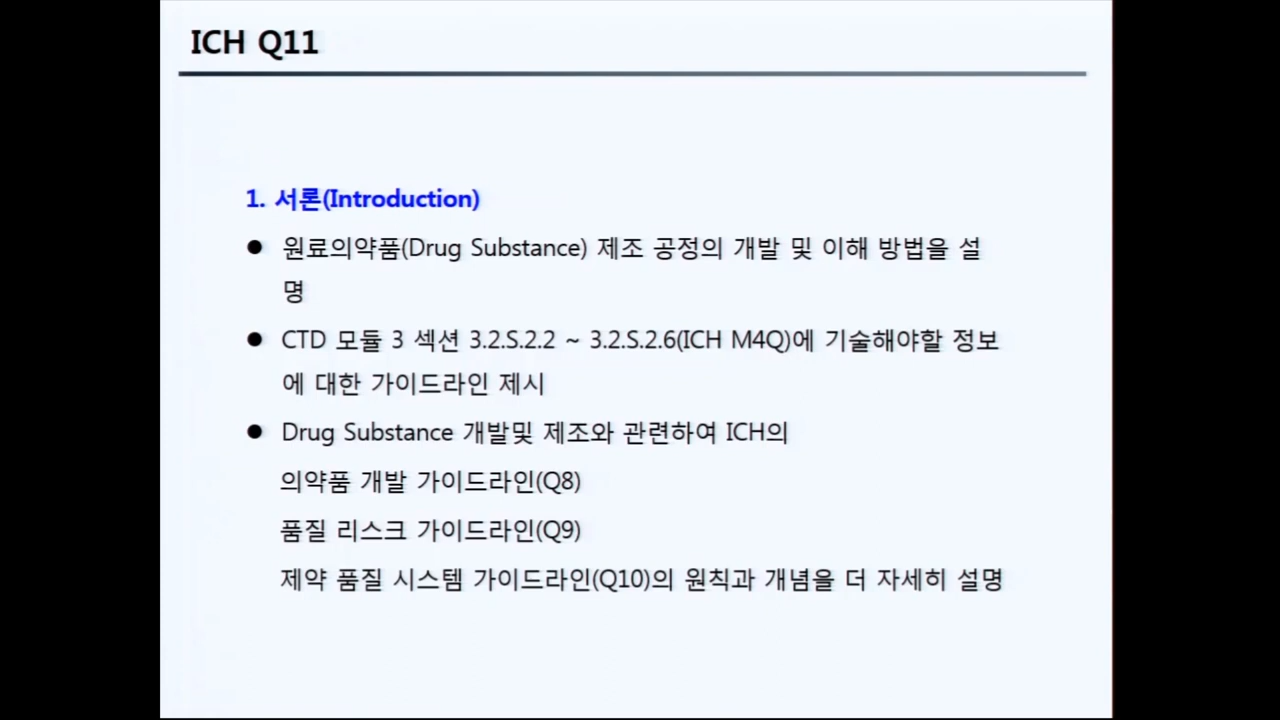 ICH Q11
1. 서론(Introduction)
● 원료의약품(Drug Substance) 제조 공정의 개발 및 이해 방법을 설
명
● CTD 모듈 3 섹션 3.2.S.2.2 ~ 3.2.S.2.6(ICH M4Q)에 기술해야할 정보
에 대한 가이드라인 제시
● Drug Substance 개발및 제조와 관련하여 ICH의
의약품 개발 가이드라인(Q8)
품질 리스크 가이드라인(Q9)
제약 품질 시스템 가이드라인(Q10)의 원칙과 개념을 더 자세히 설명